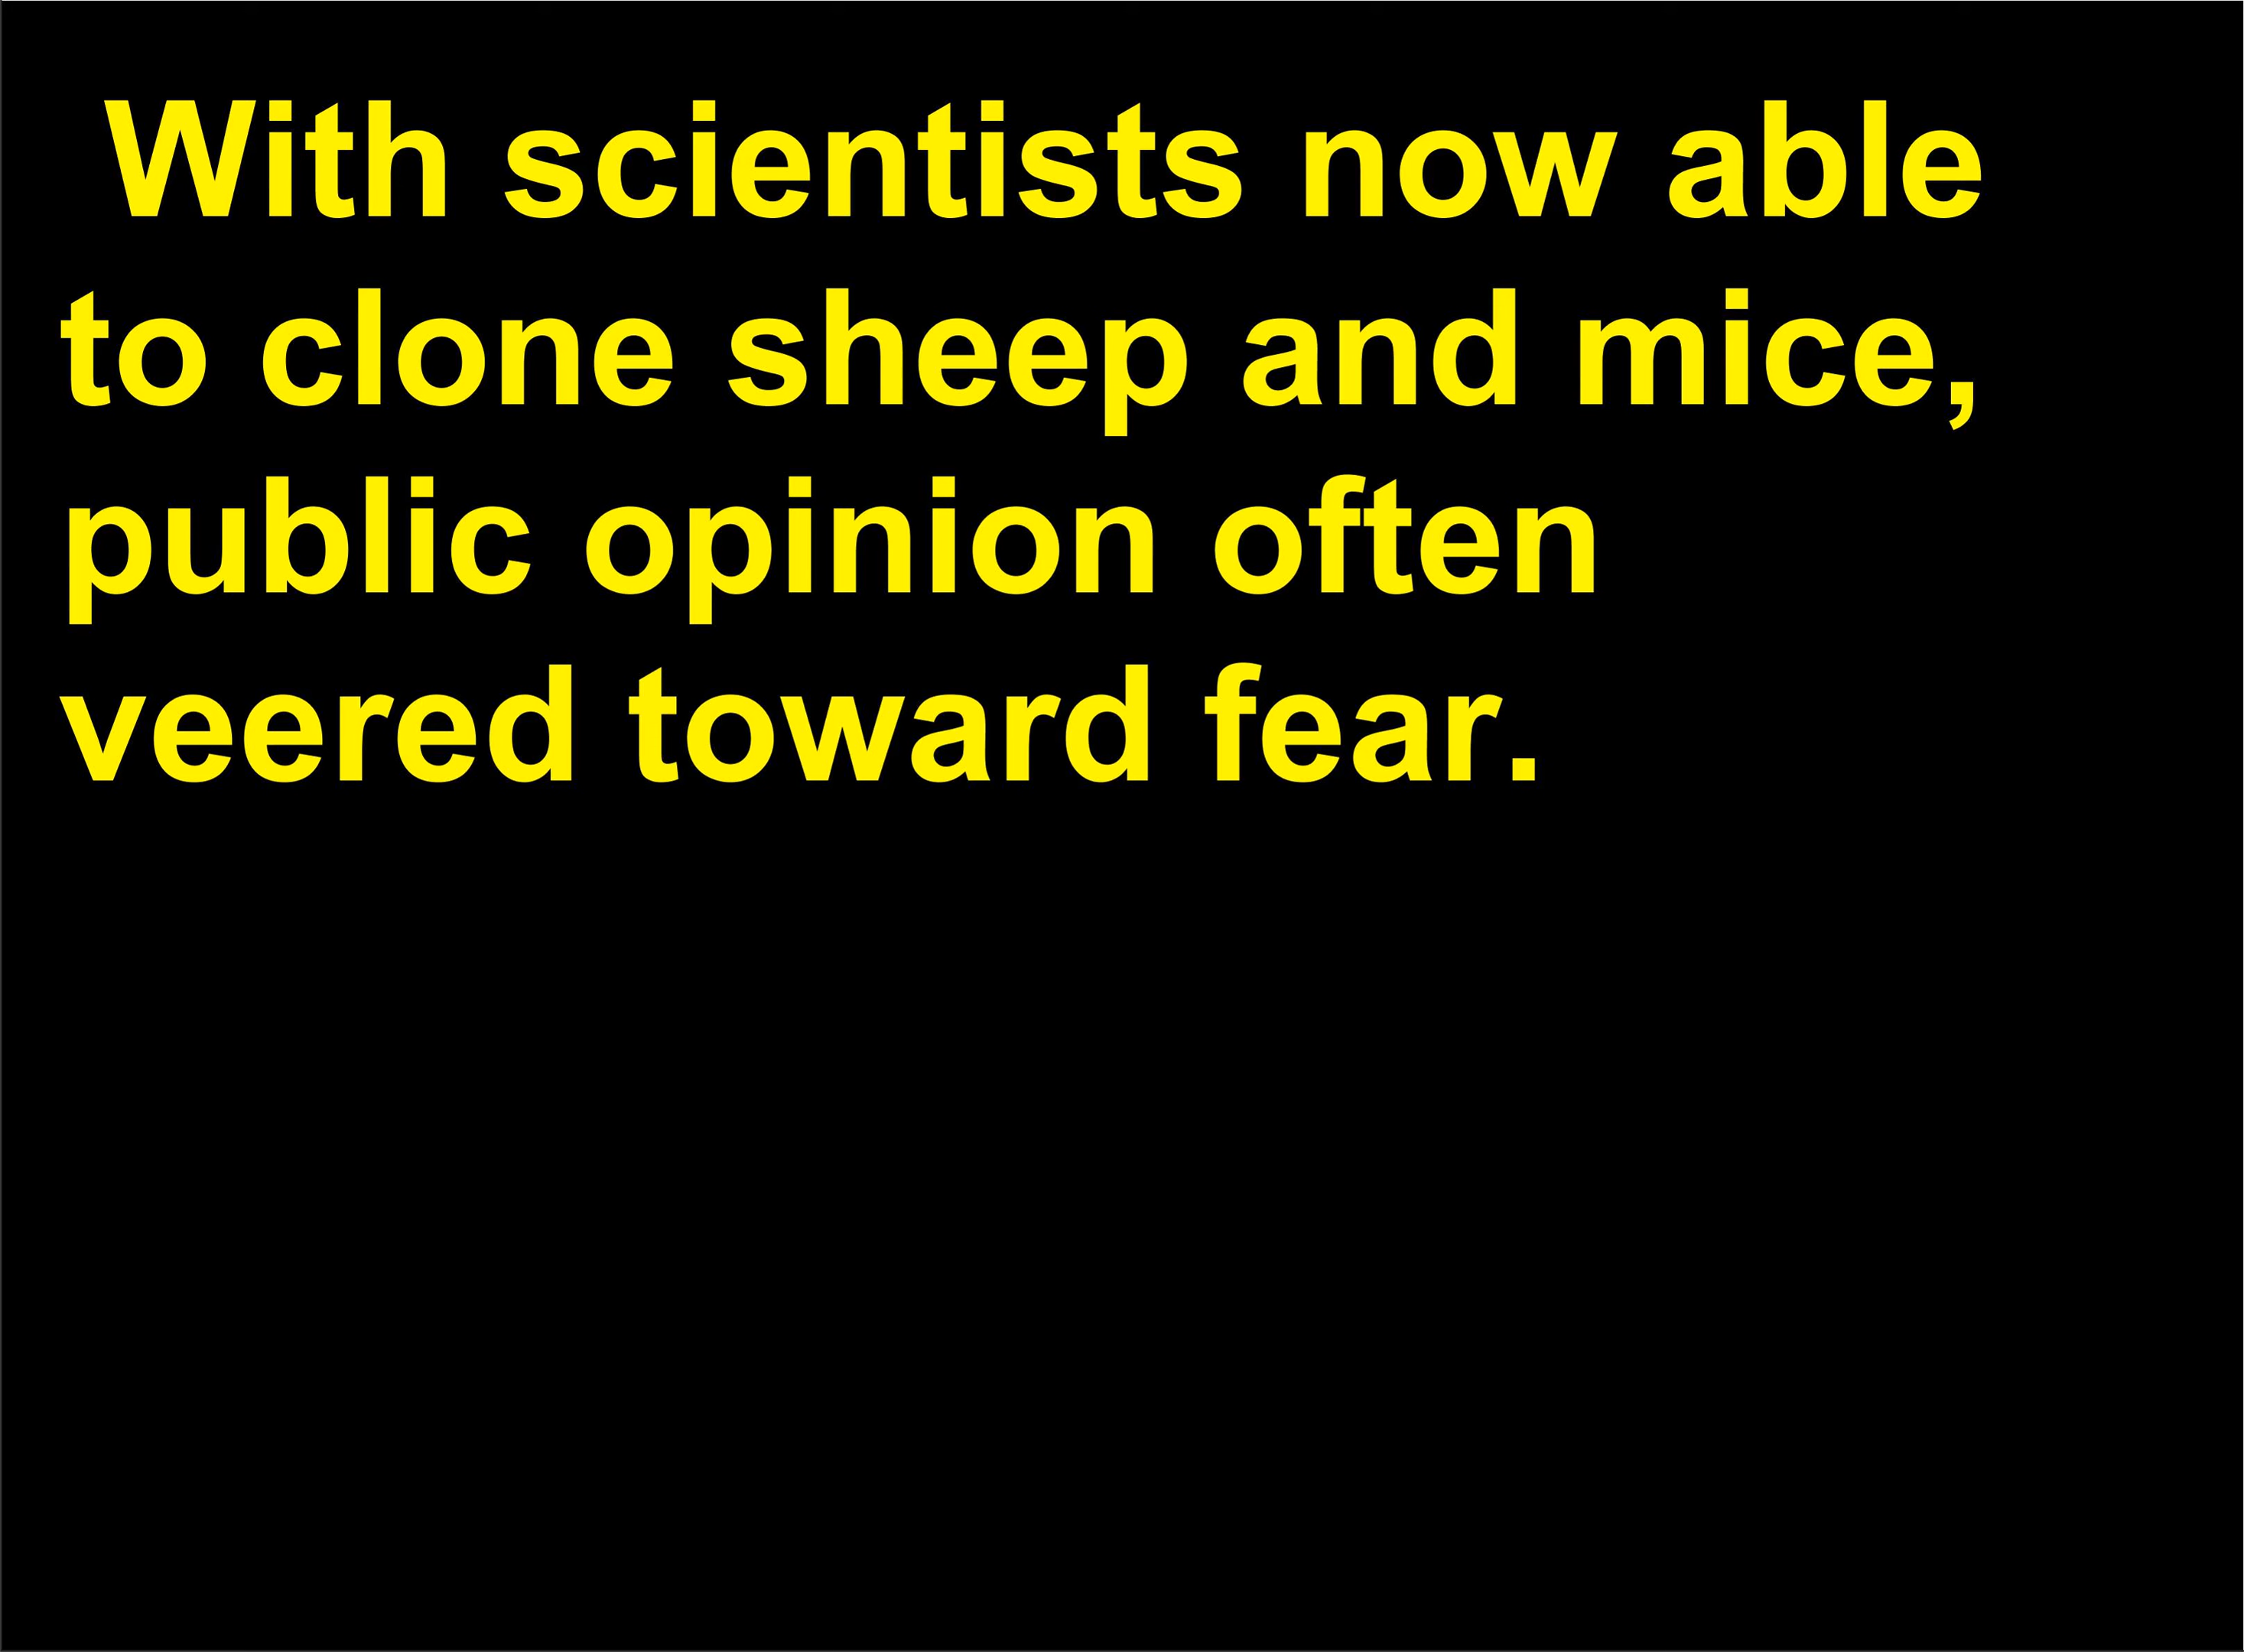 With scientists now able
to clone sheep and mice,
public opinion often
veered toward fear.